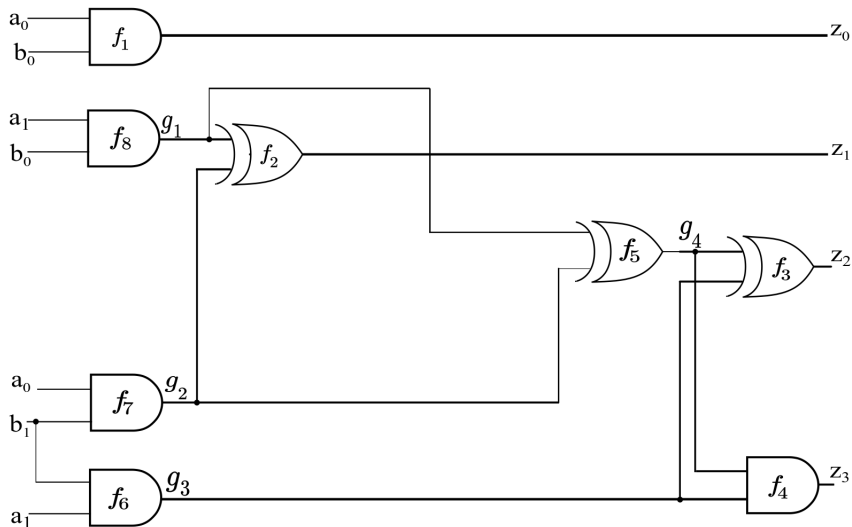 a₀ f₁ z₀
b₀
a₁ f₈ g₁ f₂ z₁
b₀
f₅ g₄ f₃ z₂
a₀ f₇ g₂
b₁
f₆ g₃ f₄ z₃
a₁